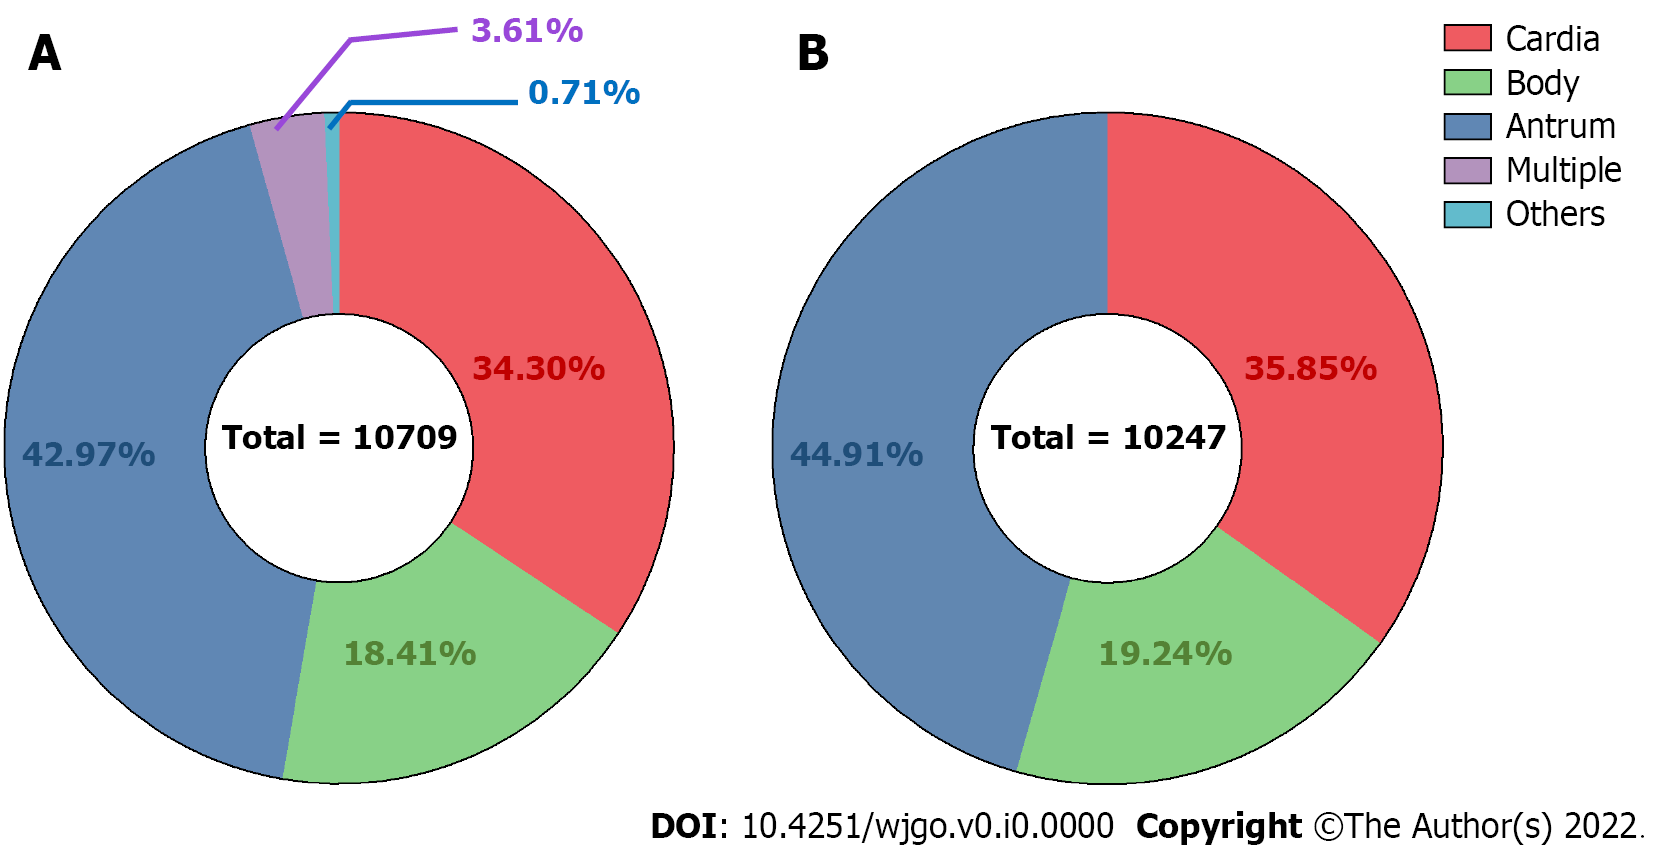 A
3.61%
0.71%
34.30%
Total = 10709
42.97%
18.41%
B
35.85%
Total = 10247
44.91%
19.24%
Cardia
Body
Antrum
Multiple
Others
DOI: 10.4251/wjgo.v0.i0.0000 Copyright ©The Author(s) 2022.